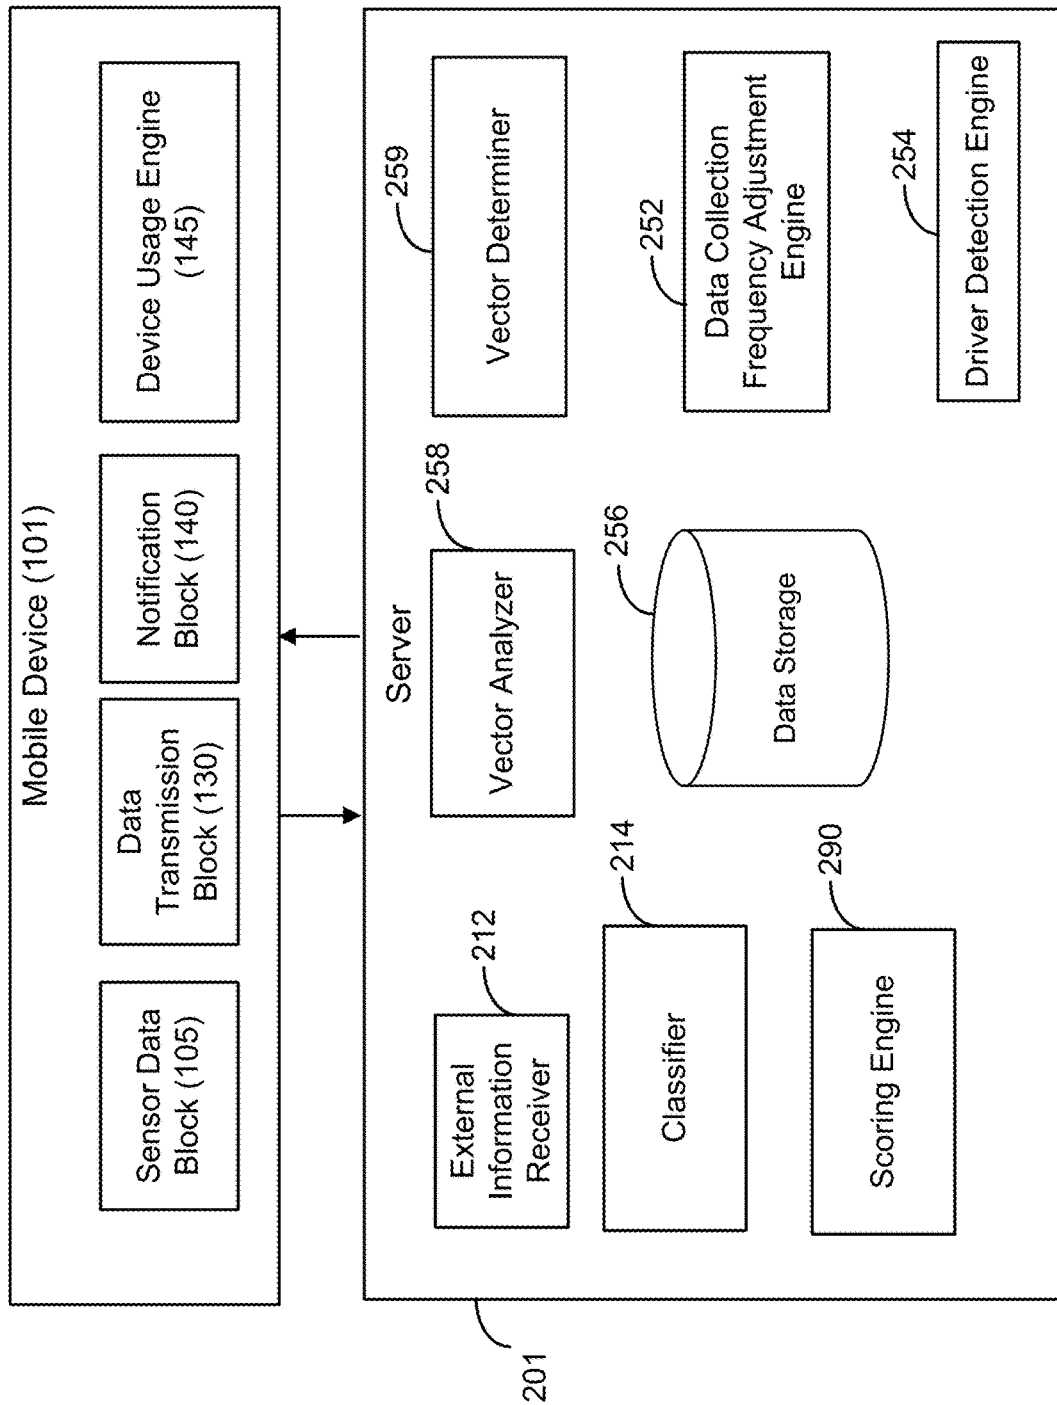 Mobile Device (101)
Sensor Data
Block (105)
Data
Transmission
Block (130)
Notification
Block (140)
Device Usage Engine
(145)
201
Server
External
Information
Receiver
212
Vector Analyzer
258
Vector Determiner
259
Classifier
214
Data Storage
256
Data Collection
Frequency Adjustment
Engine
252
Scoring Engine
290
Driver Detection Engine
254